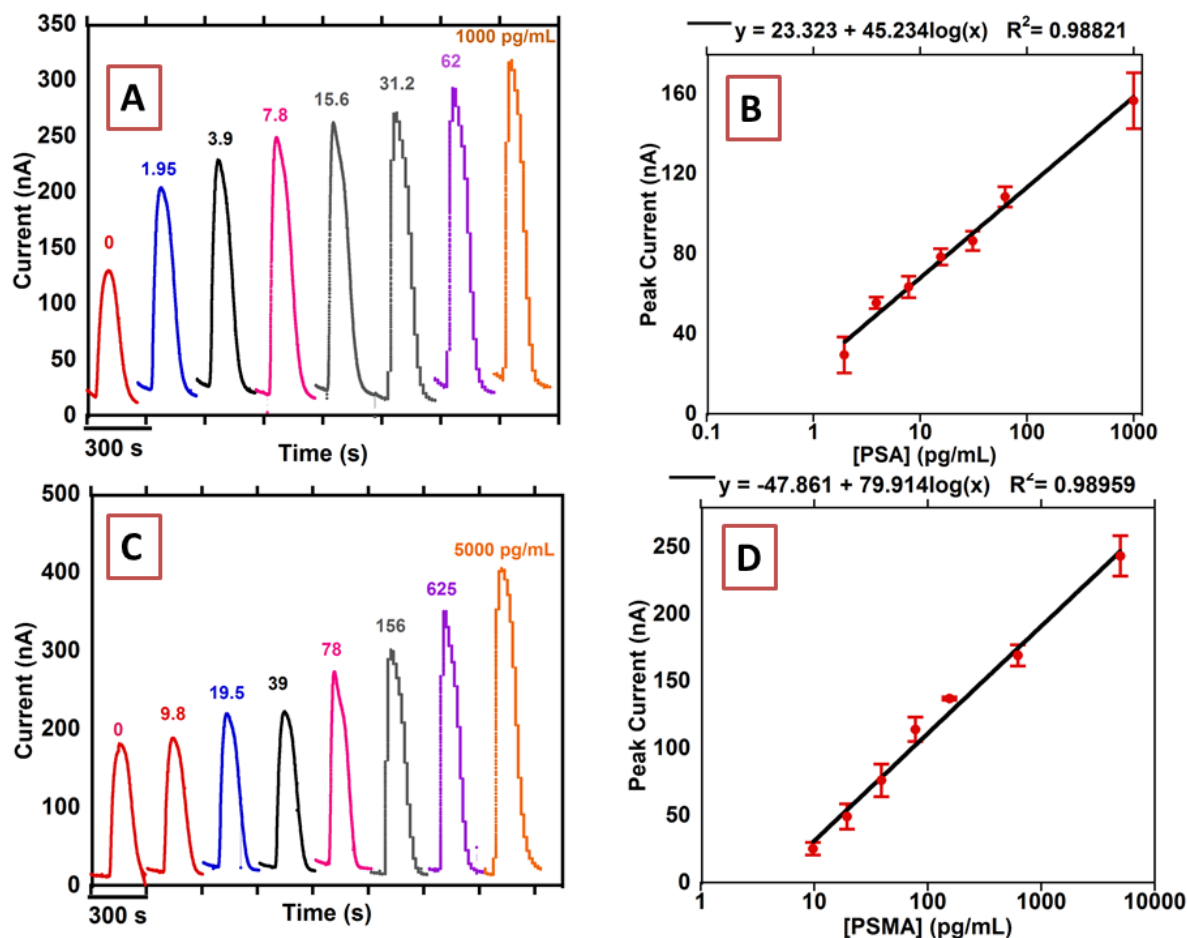 A
350
300
250
200
150
100
50
0
Current (nA)
0
1.95
3.9
7.8
15.6
31.2
62
1000 pg/mL
300 s
Time (s)
y = 23.323 + 45.234log(x) R²= 0.98821
B
160
120
80
40
0
Peak Current (nA)
0.1
1
10
100
1000
[PSA] (pg/mL)
C
500
400
300
200
100
0
Current (nA)
0
9.8
19.5
39
78
156
625
5000 pg/mL
300 s
Time (s)
y = -47.861 + 79.914log(x) R²= 0.98959
D
250
200
150
100
50
0
Peak Current (nA)
1
10
100
1000
10000
[PSMA] (pg/mL)